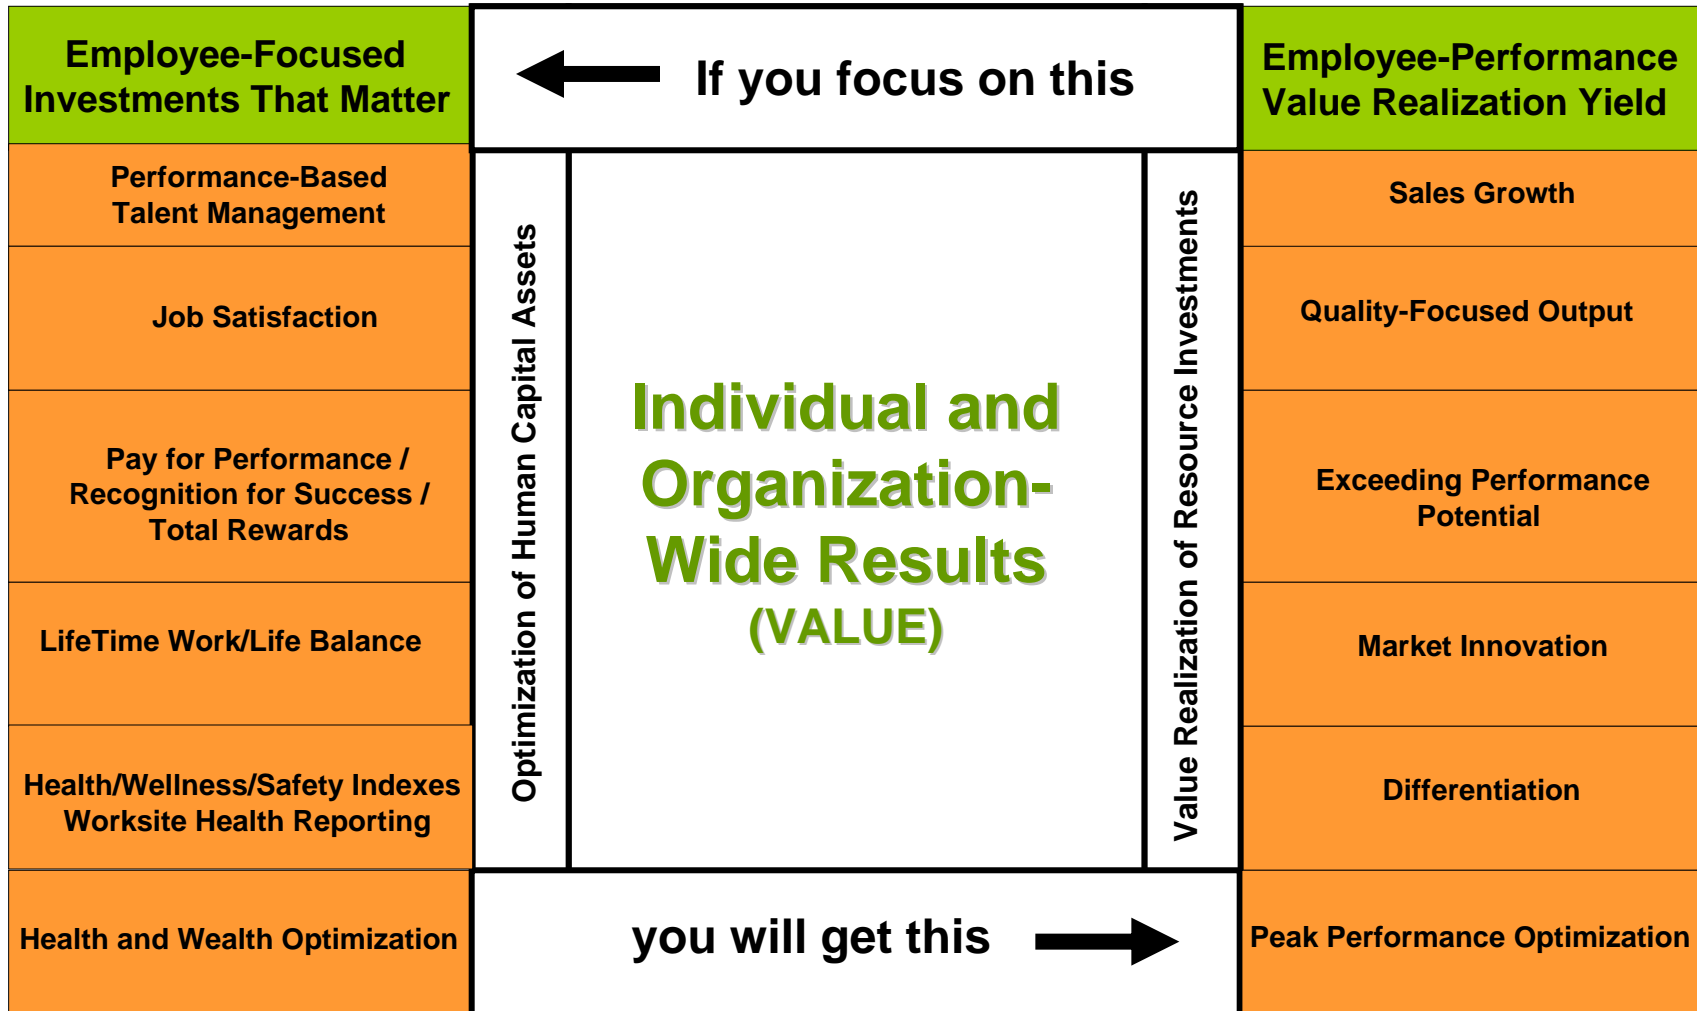 Employee-Focused
Investments That Matter
If you focus on this
Employee-Performance
Value Realization Yield
Performance-Based
Talent Management
Job Satisfaction
Pay for Performance /
Recognition for Success /
Total Rewards
LifeTime Work/Life Balance
Health/Wellness/Safety Indexes
Worksite Health Reporting
Health and Wealth Optimization
Optimization of Human Capital Assets
Individual and
Organization-
Wide Results
(VALUE)
Value Realization of Resource Investments
Sales Growth
Quality-Focused Output
Exceeding Performance
Potential
Market Innovation
Differentiation
Peak Performance Optimization
you will get this